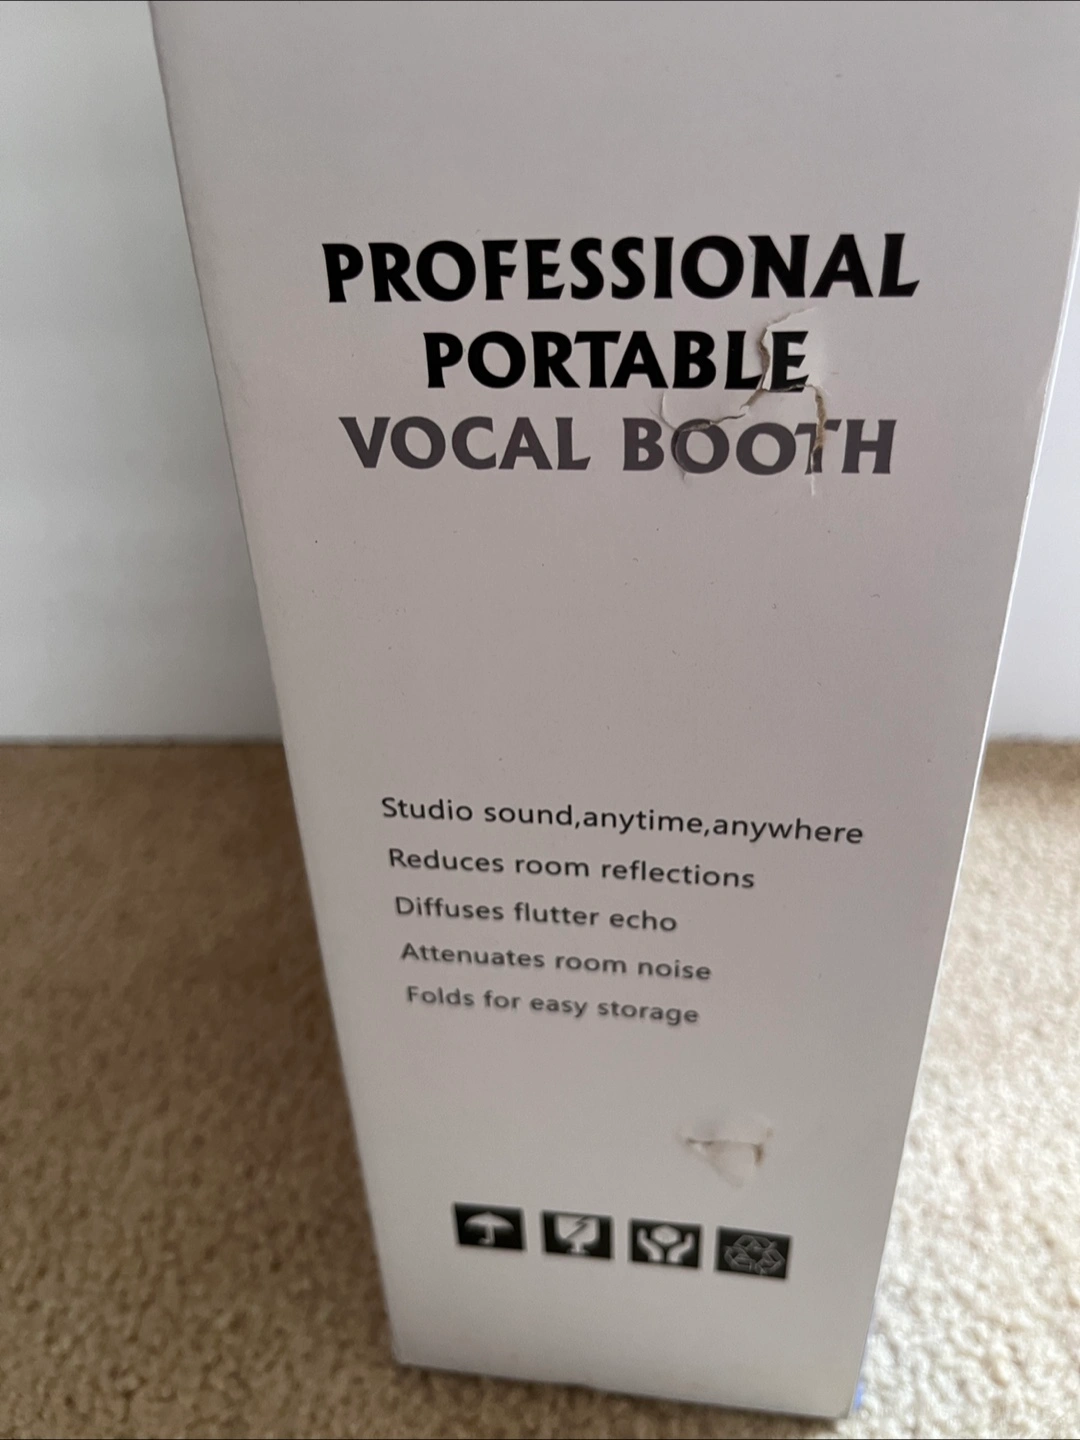 PROFESSIONAL
PORTABLE
VOCAL BOOTH
Studio sound,anytime,anywhere
Reduces room reflections
Diffuses flutter echo
Attenuates room noise
Folds for easy storage